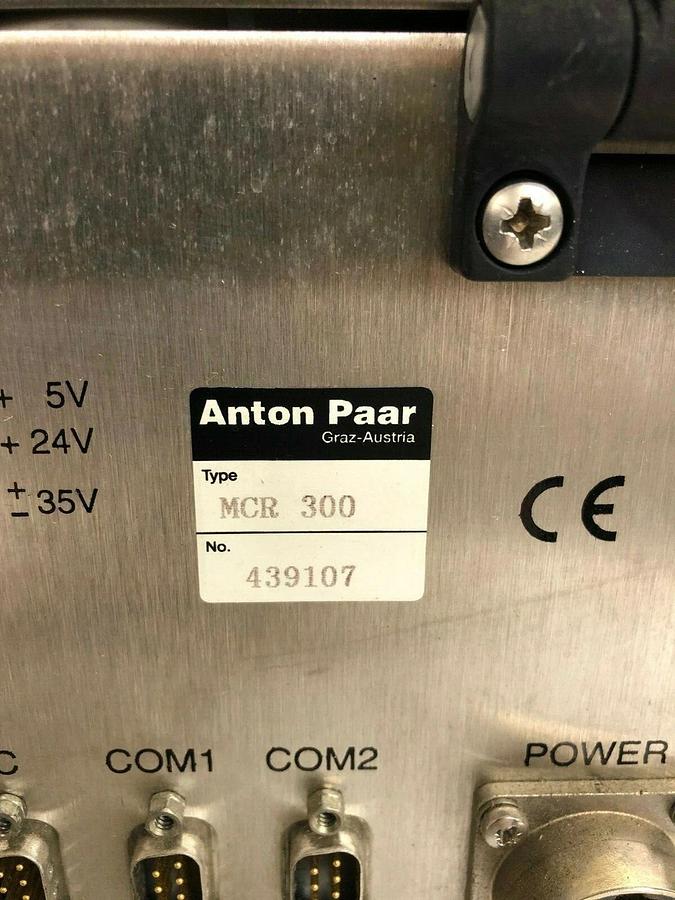 + 5V
+ 24V
± 35V
Anton Paar
Graz-Austria
Type
MCR 300
No.
439107
CE
C
COM1
COM2
POWER